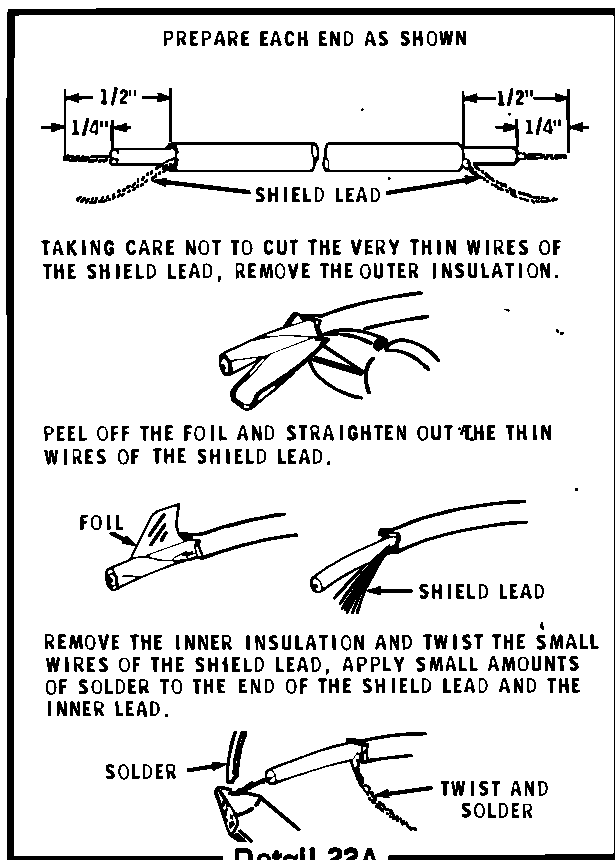 PREPARE EACH END AS SHOWN
1/2" 1/2"
1/4" 1/4"
SHIELD LEAD
TAKING CARE NOT TO CUT THE VERY THIN WIRES OF
THE SHIELD LEAD, REMOVE THE OUTER INSULATION.
PEEL OFF THE FOIL AND STRAIGHTEN OUT THE THIN
WIRES OF THE SHIELD LEAD.
FOIL
SHIELD LEAD
REMOVE THE INNER INSULATION AND TWIST THE SMALL
WIRES OF THE SHIELD LEAD, APPLY SMALL AMOUNTS
OF SOLDER TO THE END OF THE SHIELD LEAD AND THE
INNER LEAD.
SOLDER
TWIST AND
SOLDER
Detail 22A